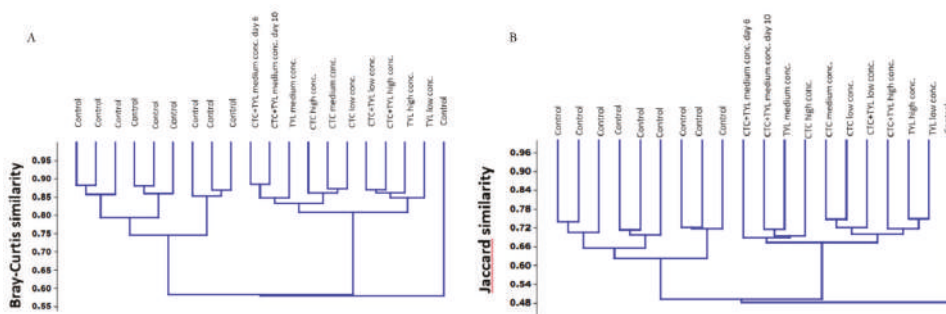 A
Control
Control
Control
Control
Control
Control
Control
Control
Control
CTC+TYL medium conc. day 6
CTC+TYL medium conc. day 10
TYL medium conc.
CTC high conc.
CTC medium conc.
CTC low conc.
CTC+TYL low conc.
CTC+TYL high conc.
TYL high conc.
TYL low conc.
Control
Bray-Curtis similarity
0.95
0.90
0.85
0.80
0.75
0.70
0.65
0.60
0.55
B
Control
Control
Control
Control
Control
Control
Control
Control
Control
CTC+TYL medium conc. day 6
CTC+TYL medium conc. day 10
TYL medium conc.
CTC high conc.
CTC medium conc.
CTC low conc.
CTC+TYL low conc.
CTC+TYL high conc.
TYL high conc.
TYL low conc.
Jaccard similarity
0.96
0.90
0.84
0.78
0.72
0.66
0.60
0.54
0.48